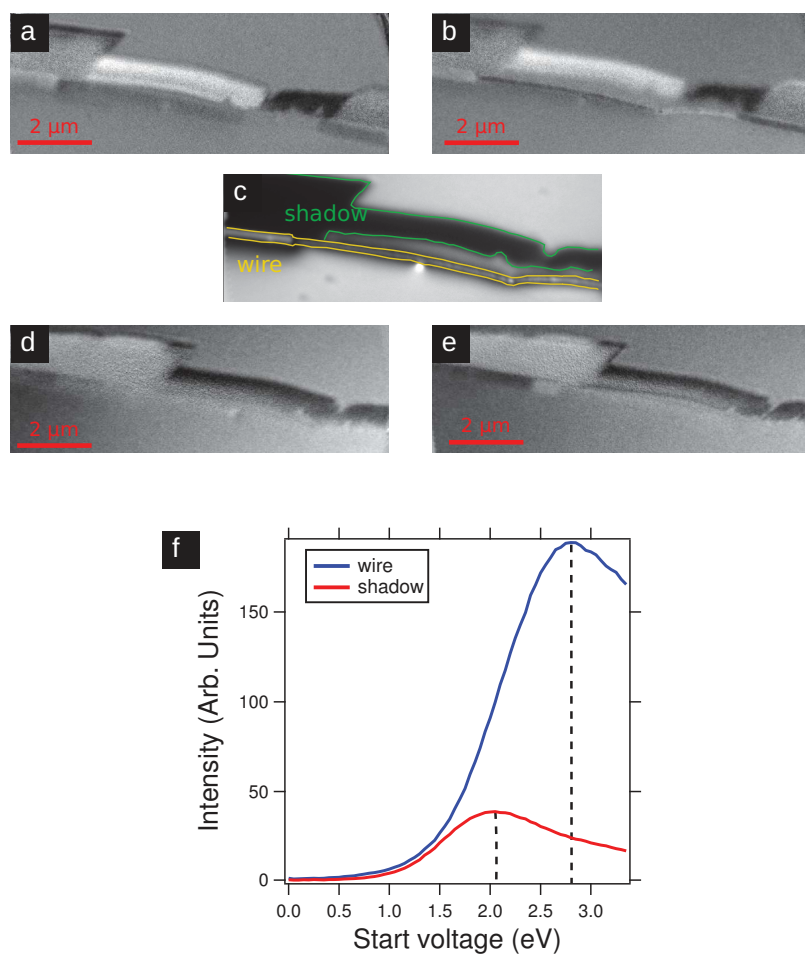 a
2 µm
b
2 µm
c
shadow
wire
d
2 µm
e
2 µm
f
wire
shadow
Intensity (Arb. Units)
150
100
50
0
0.0 0.5 1.0 1.5 2.0 2.5 3.0
Start voltage (eV)